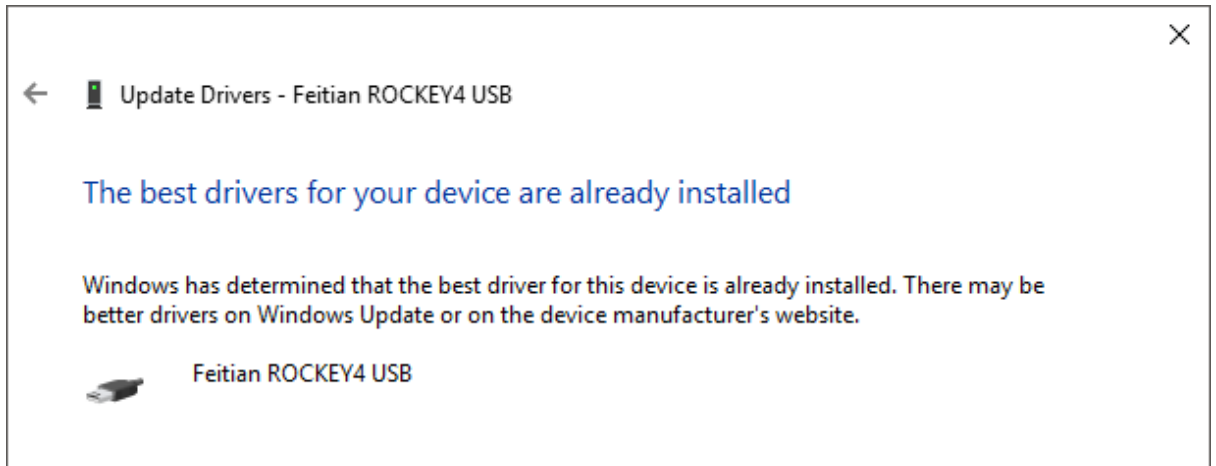 Update Drivers - Feitian ROCKEY4 USB
The best drivers for your device are already installed
Windows has determined that the best driver for this device is already installed. There may be
better drivers on Windows Update or on the device manufacturer's website.
Feitian ROCKEY4 USB